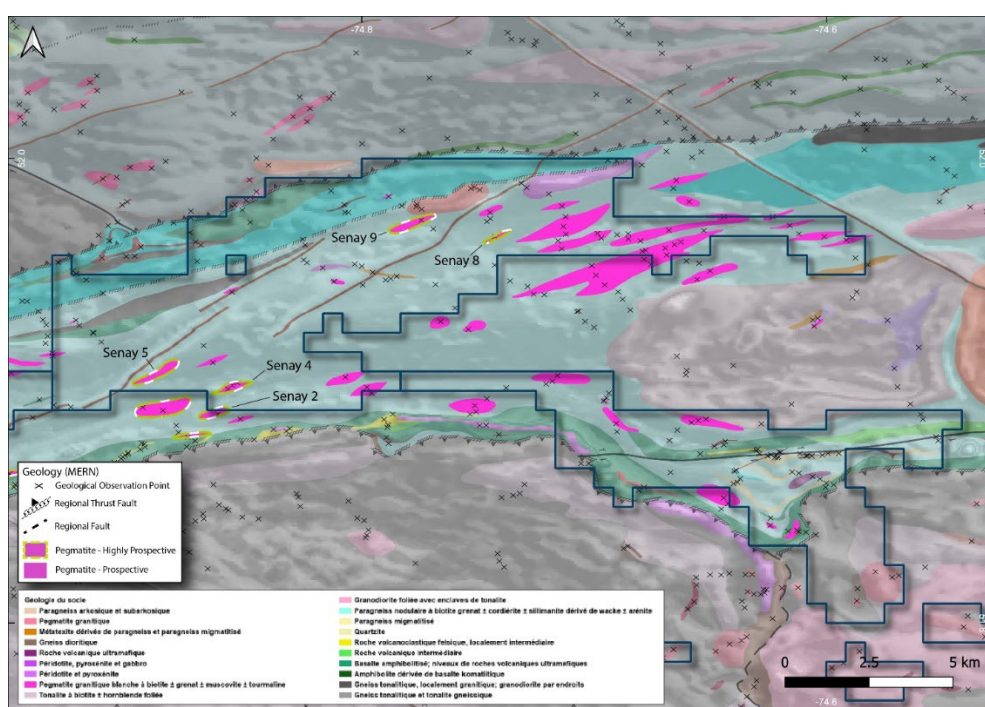 -74.8
-74.6
52.0
52.0
Senay 9
Senay 8
Senay 5
Senay 4
Senay 2
Geology (MERN)
Geological Observation Point
Regional Thrust Fault
Regional Fault
Pegmatite - Highly Prospective
Pegmatite - Prospective
Géologie du socle
Paragneiss arkosique et subarkosique
Pegmatite granitique
Métatexite dérivés de paragneiss et paragneiss migmatitisé
Gneiss dioritique
Roche volcanique ultramafique
Péridotite, pyroxénite et gabbro
Péridotite et pyroxénite
Pegmatite granitique blanche à biotite ± grenat ± muscovite ± tourmaline
Tonalite à biotite ± hornblende foliée
Granodiorite foliée avec enclaves de tonalite
Paragneiss nodulaire à biotite grenat ± cordiérite ± sillimanite dérivé de wacke ± arénite
Paragneiss migmatitisé
Quartzite
Roche volcanoclastique felsique, localement intermédiaire
Roche volcanique intermédiaire
Basalte amphibolitisé; niveaux de roches volcaniques ultramafiques
Amphibolite dérivée de basalte komatiitique
Gneiss tonalitique, localement granitique; granodiorite par endroits
Gneiss tonalitique et tonalite gneissique
0 2.5 5 km
-74.6